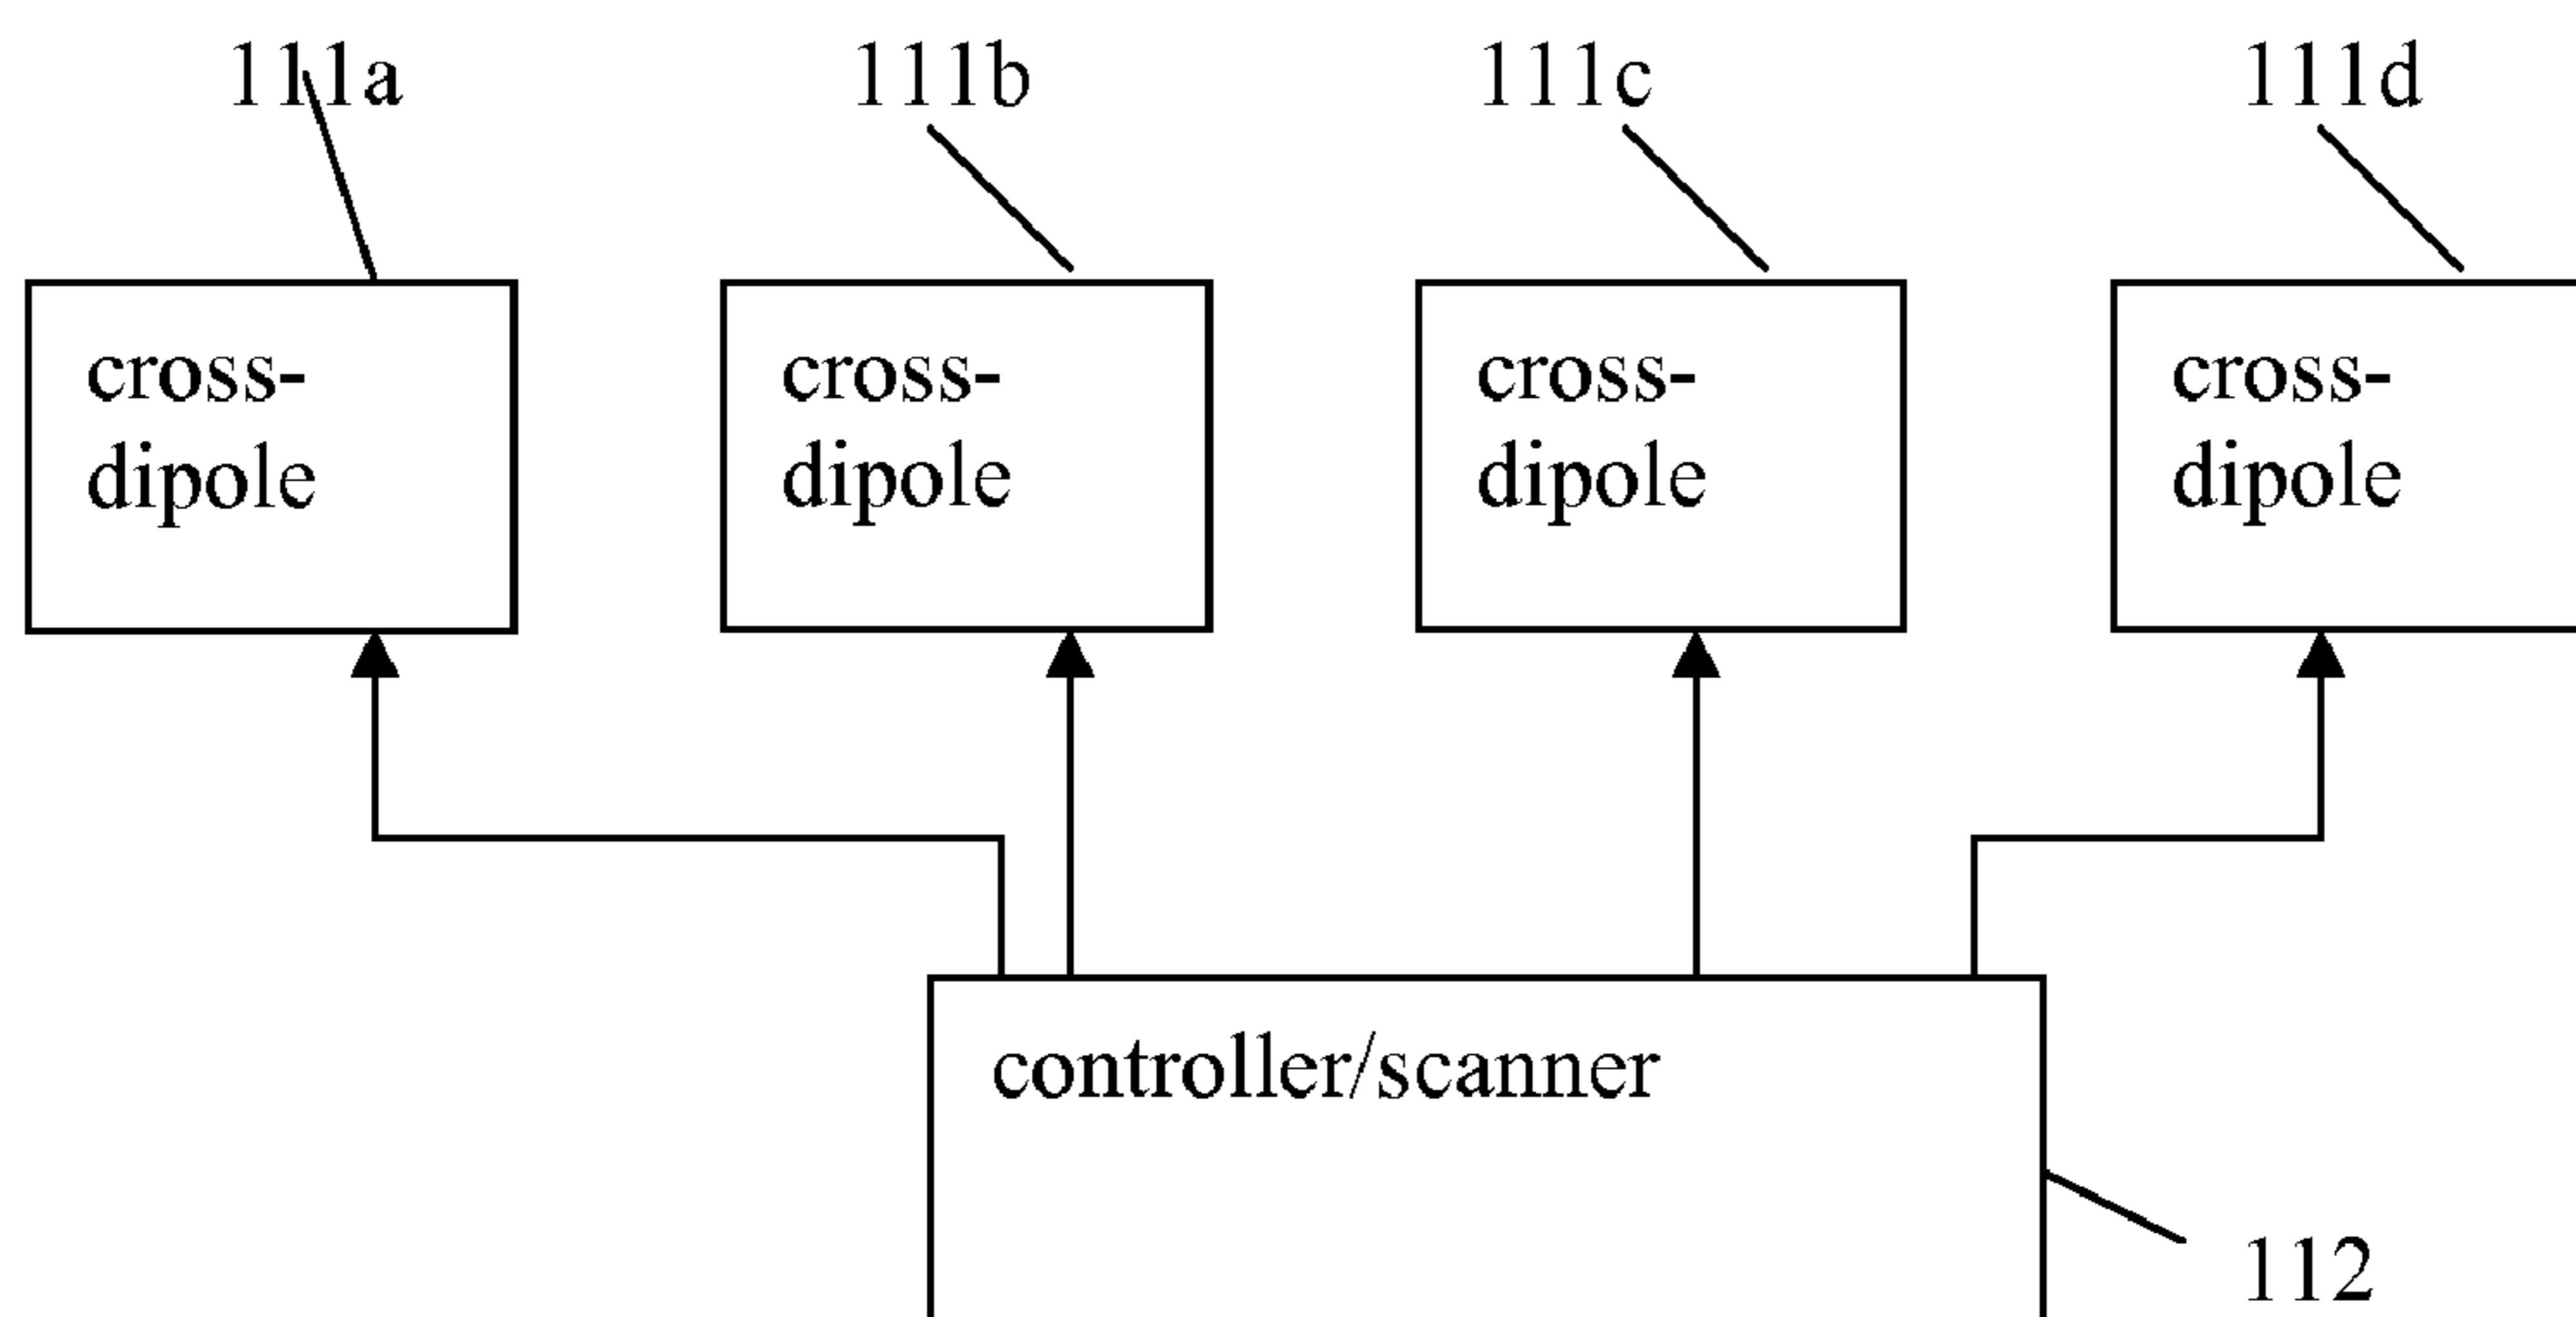 111a
111b
111c
111d
cross-
dipole
cross-
dipole
cross-
dipole
cross-
dipole
controller/scanner
112